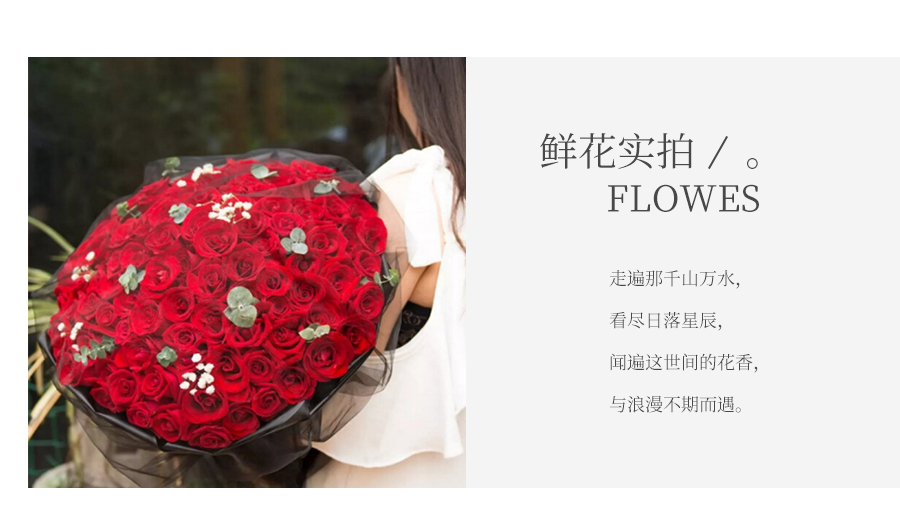 鲜花实拍 / 。
FLOWES
走遍那千山万水,
看尽日落星辰,
闻遍这世间的花香,
与浪漫不期而遇。